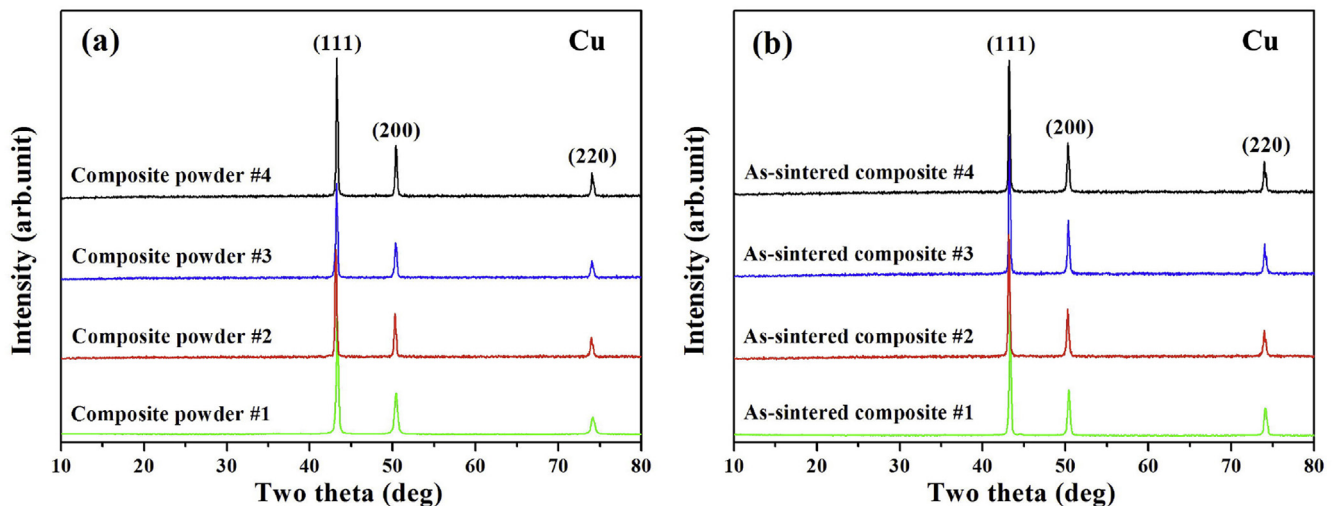 (a)
(111)
Cu
(200)
(220)
Composite powder #4
Composite powder #3
Composite powder #2
Composite powder #1
Intensity (arb.unit)
10 20 30 40 50 60 70 80
Two theta (deg)
(b)
(111)
Cu
(200)
(220)
As-sintered composite #4
As-sintered composite #3
As-sintered composite #2
As-sintered composite #1
Intensity (arb.unit)
10 20 30 40 50 60 70 80
Two theta (deg)